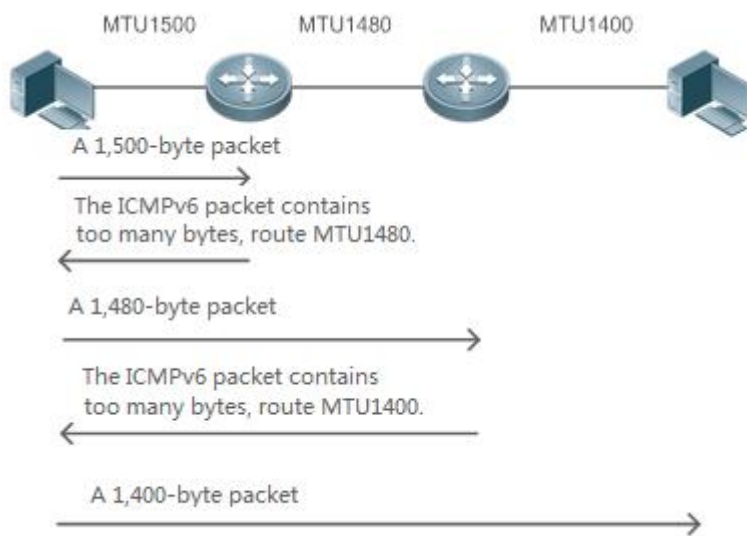 MTU1500 MTU1480 MTU1400
A 1,500-byte packet
The ICMPv6 packet contains
too many bytes, route MTU1480.
A 1,480-byte packet
The ICMPv6 packet contains
too many bytes, route MTU1400.
A 1,400-byte packet